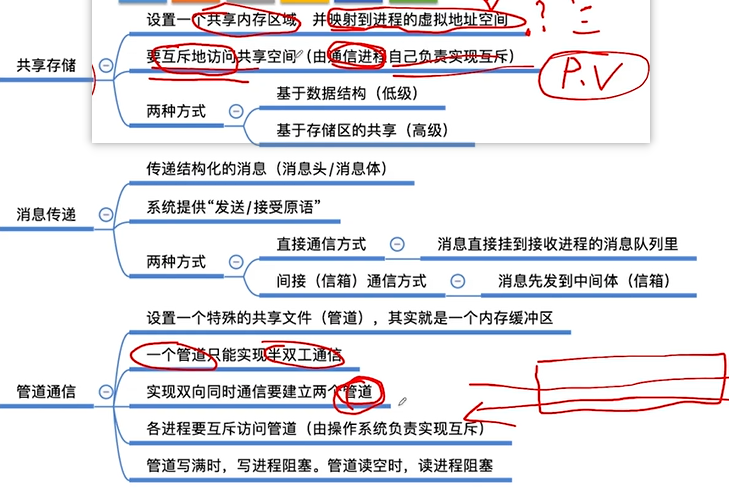 设置一个共享内存区域，并映射到进程的虚拟地址空间
共享存储
要互斥地访问共享空间（由通信进程自己负责实现互斥）
P.V
两种方式
基于数据结构（低级）
基于存储区的共享（高级）
消息传递
传递结构化的消息（消息头/消息体）
系统提供“发送/接受原语”
两种方式
直接通信方式
消息直接挂到接收进程的消息队列里
间接（信箱）通信方式
消息先发到中间体（信箱）
管道通信
设置一个特殊的共享文件（管道），其实就是一个内存缓冲区
一个管道只能实现半双工通信
实现双向同时通信要建立两个管道
各进程要互斥访问管道（由操作系统负责实现互斥）
管道写满时，写进程阻塞。管道读空时，读进程阻塞